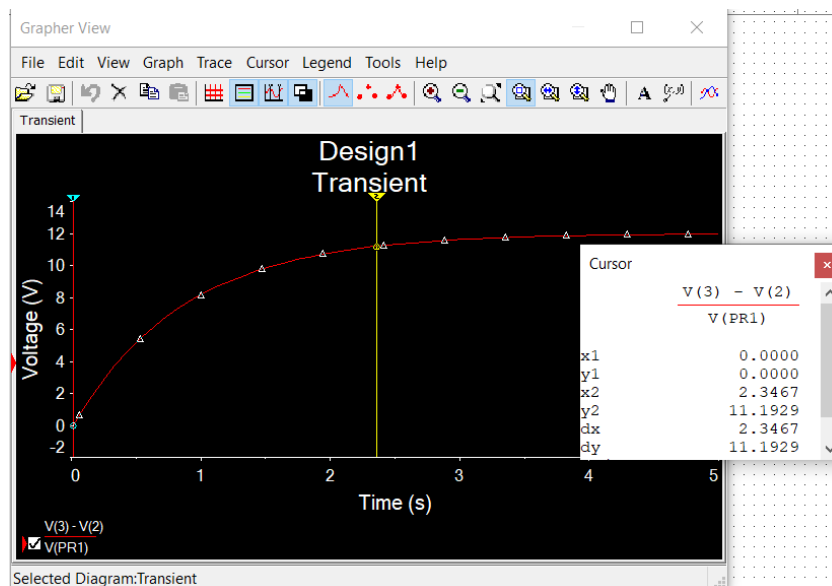 Grapher View
File Edit View Graph Trace Cursor Legend Tools Help
A (x,y)
Transient
Design1
Transient
1
2
14
12
10
8
6
4
2
0
-2
Voltage (V)
0 1 2 3 4 5
Time (s)
V(3) - V(2)
V(PR1)
Cursor
V(3) - V(2)
V(PR1)
x1 0.0000
y1 0.0000
x2 2.3467
y2 11.1929
dx 2.3467
dy 11.1929
Selected Diagram:Transient